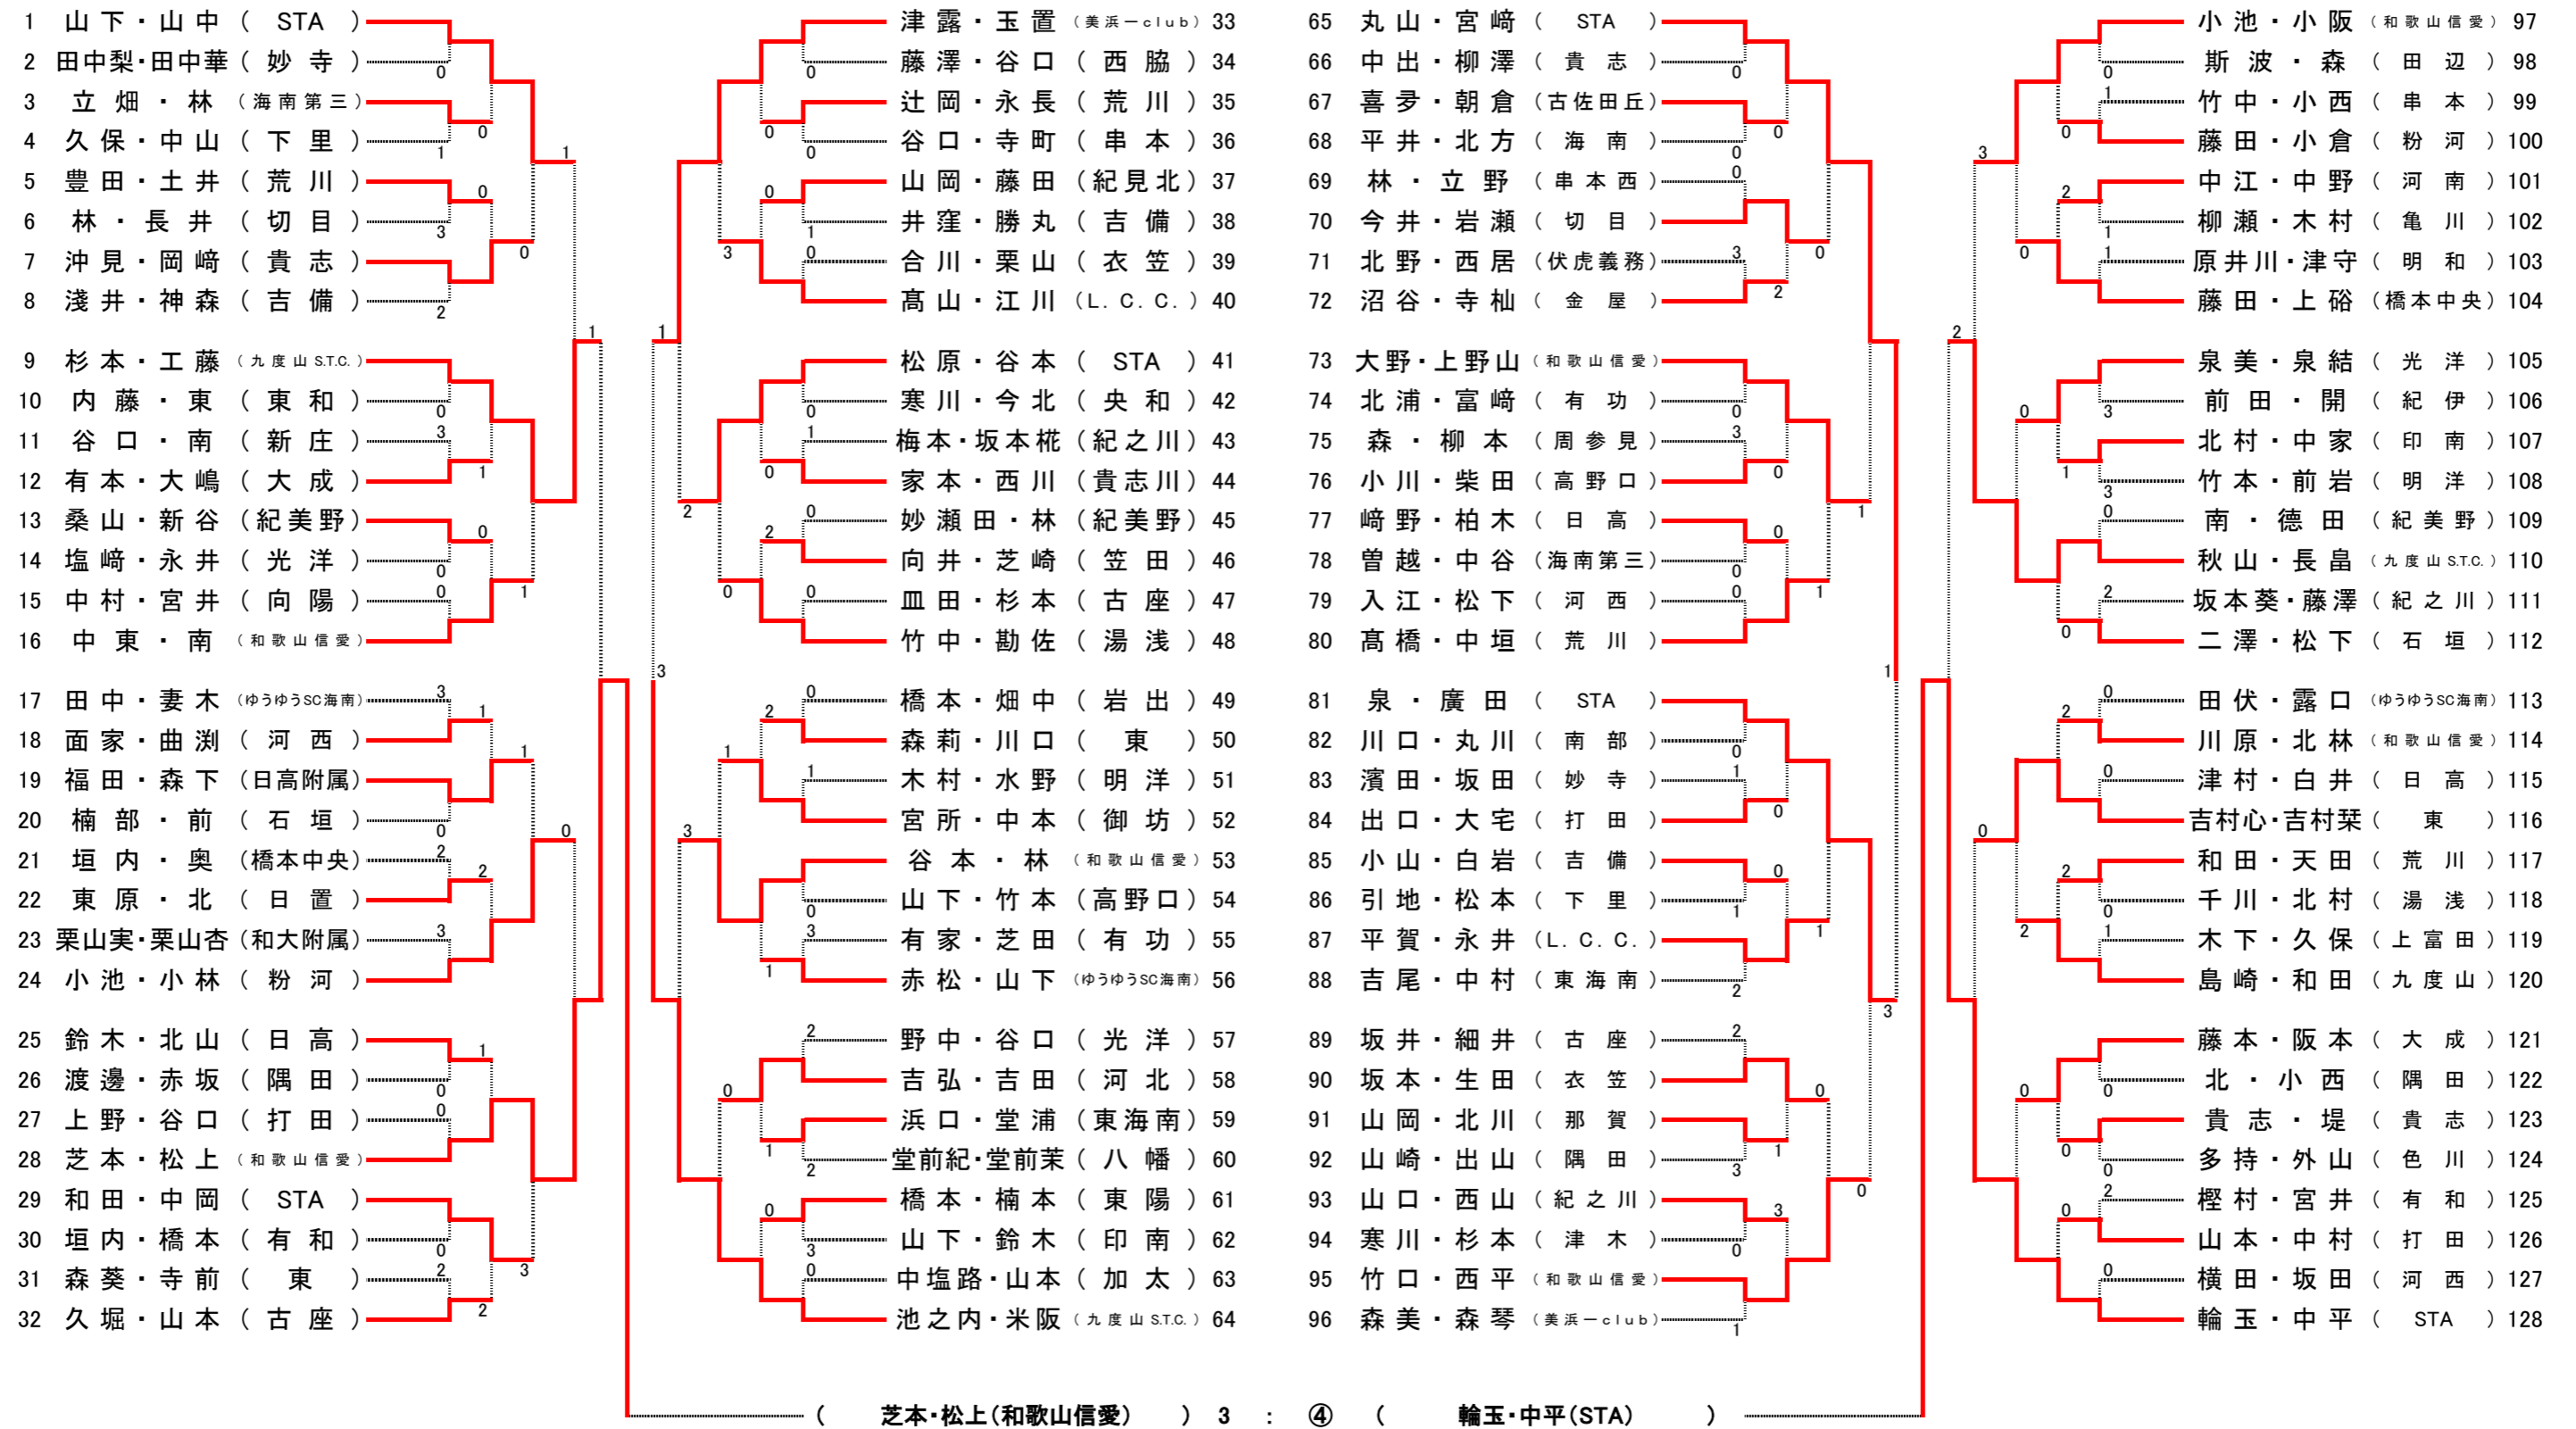 1 山下・山中 ( STA )
2 田中梨・田中華 ( 妙寺 )
3 立畑・林 (海南第三)
4 久保・中山 ( 下里 )
5 豊田・土井 ( 荒川 )
6 林・長井 ( 切目 )
7 沖見・岡﨑 ( 貴志 )
8 淺井・神森 ( 吉備 )
9 杉本・工藤 (九度山S.T.C.)
10 内藤・東 ( 東和 )
11 谷口・南 ( 新庄 )
12 有本・大嶋 ( 大成 )
13 桑山・新谷 (紀美野)
14 塩﨑・永井 ( 光洋 )
15 中村・宮井 ( 向陽 )
16 中東・南 (和歌山信愛)
17 田中・妻木 (ゆうゆうSC海南)
18 面家・曲渕 ( 河西 )
19 福田・森下 (日高附属)
20 楠部・前 ( 石垣 )
21 垣内・奥 (橋本中央)
22 東原・北 ( 日置 )
23 栗山実・栗山杏 (和大附属)
24 小池・小林 ( 粉河 )
25 鈴木・北山 ( 日高 )
26 渡邊・赤坂 ( 隅田 )
27 上野・谷口 ( 打田 )
28 芝本・松上 (和歌山信愛)
29 和田・中岡 ( STA )
30 垣内・橋本 ( 有和 )
31 森葵・寺前 ( 東 )
32 久堀・山本 ( 古座 )
津露・玉置 (美浜ーclub) 33
藤澤・谷口 ( 西脇 ) 34
辻岡・永長 ( 荒川 ) 35
谷口・寺町 ( 串本 ) 36
山岡・藤田 (紀見北) 37
井窪・勝丸 ( 吉備 ) 38
合川・栗山 ( 衣笠 ) 39
髙山・江川 (L.C.C.) 40
松原・谷本 ( STA ) 41
寒川・今北 ( 央和 ) 42
梅本・坂本椛 (紀之川) 43
家本・西川 (貴志川) 44
妙瀬田・林 (紀美野) 45
向井・芝崎 ( 笠田 ) 46
皿田・杉本 ( 古座 ) 47
竹中・勘佐 ( 湯浅 ) 48
橋本・畑中 ( 岩出 ) 49
森莉・川口 ( 東 ) 50
木村・水野 ( 明洋 ) 51
宮所・中本 ( 御坊 ) 52
谷本・林 (和歌山信愛) 53
山下・竹本 (高野口) 54
有家・芝田 ( 有功 ) 55
赤松・山下 (ゆうゆうSC海南) 56
野中・谷口 ( 光洋 ) 57
吉弘・吉田 ( 河北 ) 58
浜口・堂浦 (東海南) 59
堂前紀・堂前茉 ( 八幡 ) 60
橋本・楠本 ( 東陽 ) 61
山下・鈴木 ( 印南 ) 62
中塩路・山本 ( 加太 ) 63
池之内・米阪 (九度山S.T.C.) 64
65 丸山・宮﨑 ( STA )
66 中出・柳澤 ( 貴志 )
67 喜夛・朝倉 (古佐田丘)
68 平井・北方 ( 海南 )
69 林・立野 (串本西)
70 今井・岩瀬 ( 切目 )
71 北野・西居 (伏虎義務)
72 沼谷・寺杣 ( 金屋 )
73 大野・上野山 (和歌山信愛)
74 北浦・富﨑 ( 有功 )
75 森・柳本 (周参見)
76 小川・柴田 (高野口)
77 﨑野・柏木 ( 日高 )
78 曽越・中谷 (海南第三)
79 入江・松下 ( 河西 )
80 髙橋・中垣 ( 荒川 )
81 泉・廣田 ( STA )
82 川口・丸川 ( 南部 )
83 濱田・坂田 ( 妙寺 )
84 出口・大宅 ( 打田 )
85 小山・白岩 ( 吉備 )
86 引地・松本 ( 下里 )
87 平賀・永井 (L.C.C.)
88 吉尾・中村 (東海南)
89 坂井・細井 ( 古座 )
90 坂本・生田 ( 衣笠 )
91 山岡・北川 ( 那賀 )
92 山崎・出山 ( 隅田 )
93 山口・西山 (紀之川)
94 寒川・杉本 ( 津木 )
95 竹口・西平 (和歌山信愛)
96 森美・森琴 (美浜ーclub)
小池・小阪 (和歌山信愛) 97
斯波・森 ( 田辺 ) 98
竹中・小西 ( 串本 ) 99
藤田・小倉 ( 粉河 ) 100
中江・中野 ( 河南 ) 101
柳瀬・木村 ( 亀川 ) 102
原井川・津守 ( 明和 ) 103
藤田・上硲 (橋本中央) 104
泉美・泉結 ( 光洋 ) 105
前田・開 ( 紀伊 ) 106
北村・中家 ( 印南 ) 107
竹本・前岩 ( 明洋 ) 108
南・德田 (紀美野) 109
秋山・長畠 (九度山S.T.C.) 110
坂本葵・藤澤 (紀之川) 111
二澤・松下 ( 石垣 ) 112
田伏・露口 (ゆうゆうSC海南) 113
川原・北林 (和歌山信愛) 114
津村・白井 ( 日高 ) 115
吉村心・吉村栞 ( 東 ) 116
和田・天田 ( 荒川 ) 117
千川・北村 ( 湯浅 ) 118
木下・久保 (上富田) 119
島崎・和田 (九度山) 120
藤本・阪本 ( 大成 ) 121
北・小西 ( 隅田 ) 122
貴志・堤 ( 貴志 ) 123
多持・外山 ( 色川 ) 124
樫村・宮井 ( 有和 ) 125
山本・中村 ( 打田 ) 126
横田・坂田 ( 河西 ) 127
輪玉・中平 ( STA ) 128
( 芝本・松上(和歌山信愛) ) 3 : ④ ( 輪玉・中平(STA) )